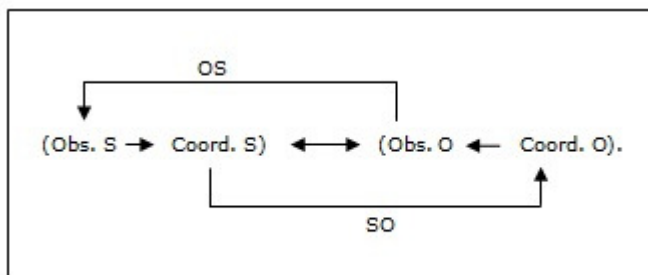 OS
(Obs. S → Coord. S) ↔ (Obs. O ← Coord. O).
SO